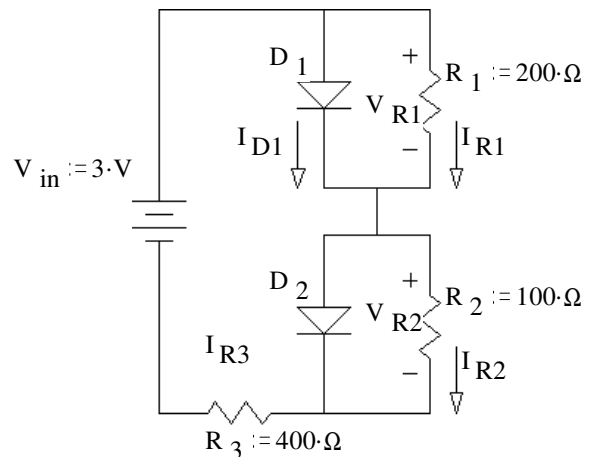 D 1
+
R 1 := 200·Ω
V R1
I D1
I R1
−
V in := 3·V
D 2
+
R 2 := 100·Ω
V R2
I R3
−
I R2
R 3 := 400·Ω